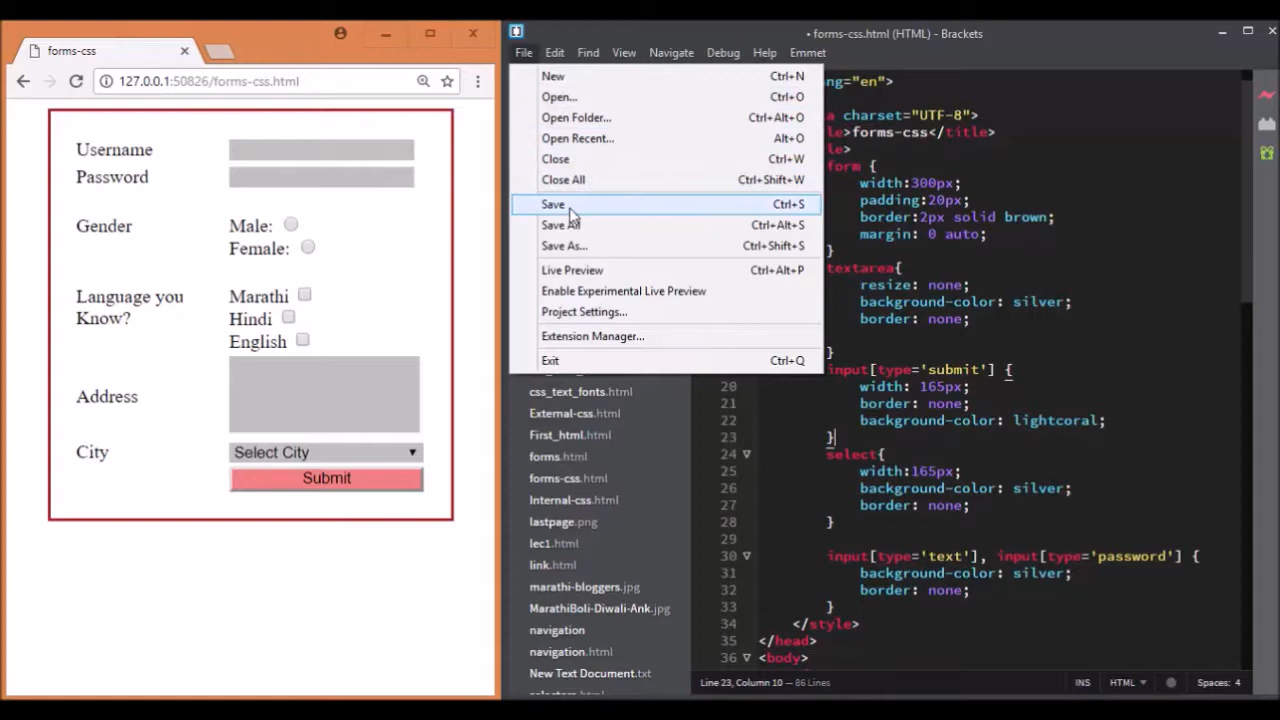 forms-css
127.0.0.1:50826/forms-css.html
Username
Password
Gender Male:
Female:
Language you Know?
Marathi
Hindi
English
Address
City Select City
Submit
• forms-css.html (HTML) - Brackets
File Edit Find View Navigate Debug Help Emmet
New Ctrl+N
Open... Ctrl+O
Open Folder... Ctrl+Alt+O
Open Recent... Alt+O
Close Ctrl+W
Close All Ctrl+Shift+W
Save Ctrl+S
Save All Ctrl+Alt+S
Save As... Ctrl+Shift+S
Live Preview Ctrl+Alt+P
Enable Experimental Live Preview
Project Settings...
Extension Manager...
Exit Ctrl+Q
css_text_fonts.html
External-css.html
First_html.html
forms.html
forms-css.html
Internal-css.html
lastpage.png
lec1.html
link.html
marathi-bloggers.jpg
MarathiBoli-Diwali-Ank.jpg
navigation
navigation.html
New Text Document.txt
selectors.html
ang="en">
a charset="UTF-8">
le>forms-css</title>
le>
form {
width:300px;
padding:20px;
border:2px solid brown;
margin: 0 auto;
}
textarea{
resize: none;
background-color: silver;
border: none;
}
input[type='submit'] {
20 width: 165px;
21 border: none;
22 background-color: lightcoral;
23 }
24 select{
25 width:165px;
26 background-color: silver;
27 border: none;
28 }
29
30 input[type='text'], input[type='password'] {
31 background-color: silver;
32 border: none;
33 }
34 </style>
35 </head>
36 <body>
Line 23, Column 10 — 86 Lines
INS HTML Spaces: 4